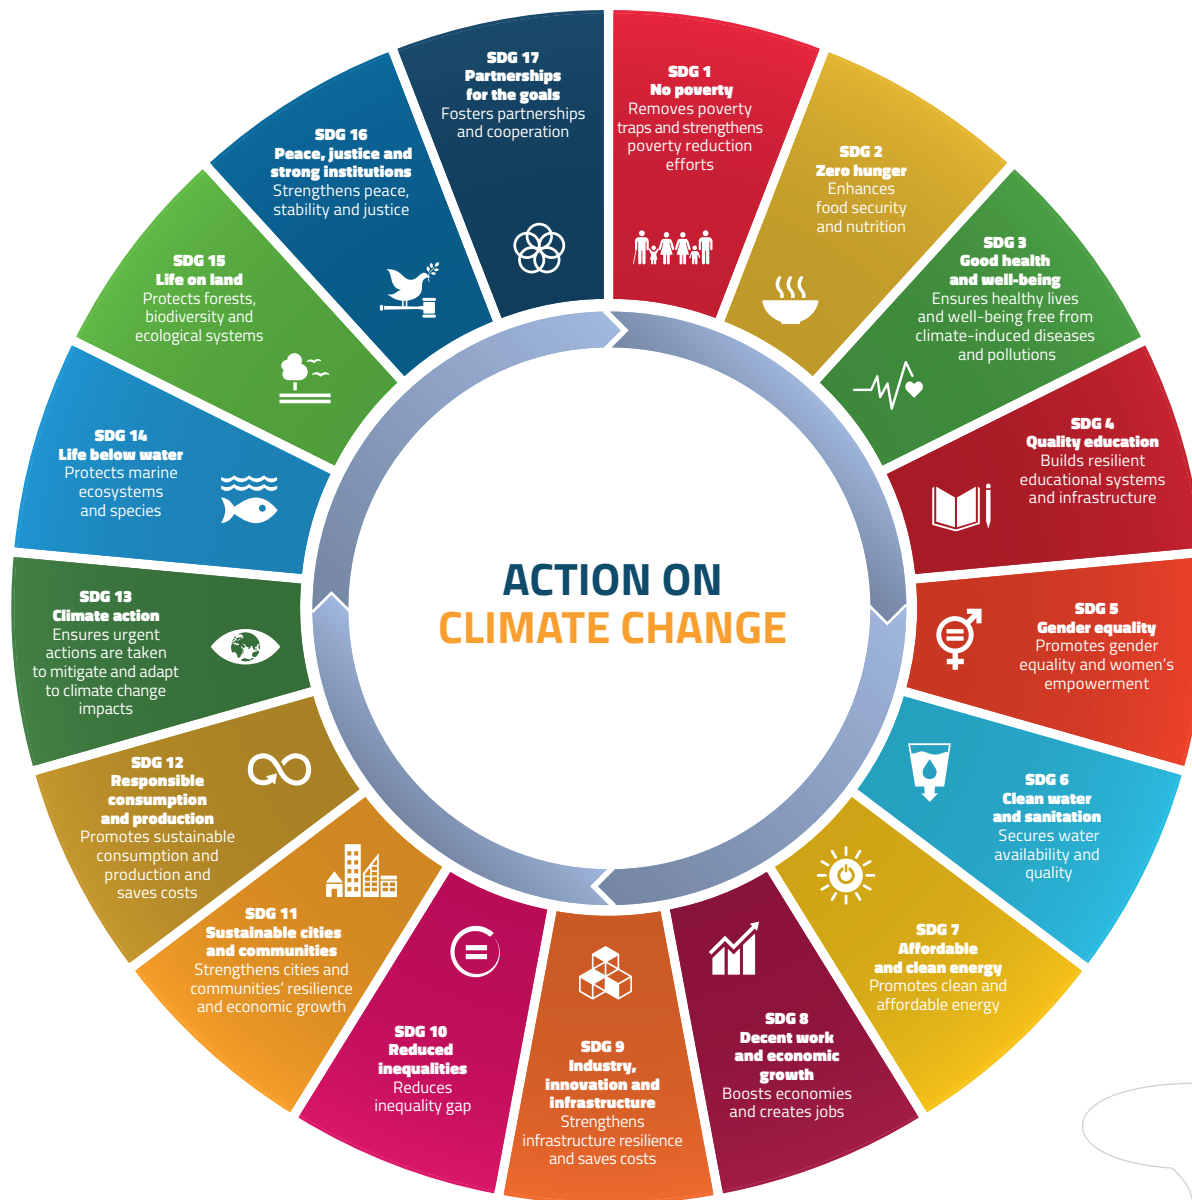 SDG 17
Partnerships
for the goals
Fosters partnerships
and cooperation
SDG 1
No poverty
Removes poverty
traps and strengthens
poverty reduction
efforts
SDG 2
Zero hunger
Enhances
food security
and nutrition
SDG 3
Good health
and well-being
Ensures healthy lives
and well-being free from
climate-induced diseases
and pollutions
SDG 4
Quality education
Builds resilient
educational systems
and infrastructure
SDG 5
Gender equality
Promotes gender
equality and women's
empowerment
SDG 6
Clean water
and sanitation
Secures water
availability and
quality
SDG 7
Affordable
and clean energy
Promotes clean and
affordable energy
SDG 8
Decent work
and economic
growth
Boosts economies
and creates jobs
SDG 9
Industry,
innovation and
infrastructure
Strengthens
infrastructure resilience
and saves costs
SDG 10
Reduced
inequalities
Reduces
inequality gap
SDG 11
Sustainable cities
and communities
Strengthens cities and
communities' resilience
and economic growth
SDG 12
Responsible
consumption
and production
Promotes sustainable
consumption and
production and
saves costs
SDG 13
Climate action
Ensures urgent
actions are taken
to mitigate and adapt
to climate change
impacts
SDG 14
Life below water
Protects marine
ecosystems
and species
SDG 15
Life on land
Protects forests,
biodiversity and
ecological systems
SDG 16
Peace, justice and
strong institutions
Strengthens peace,
stability and justice
ACTION ON
CLIMATE CHANGE